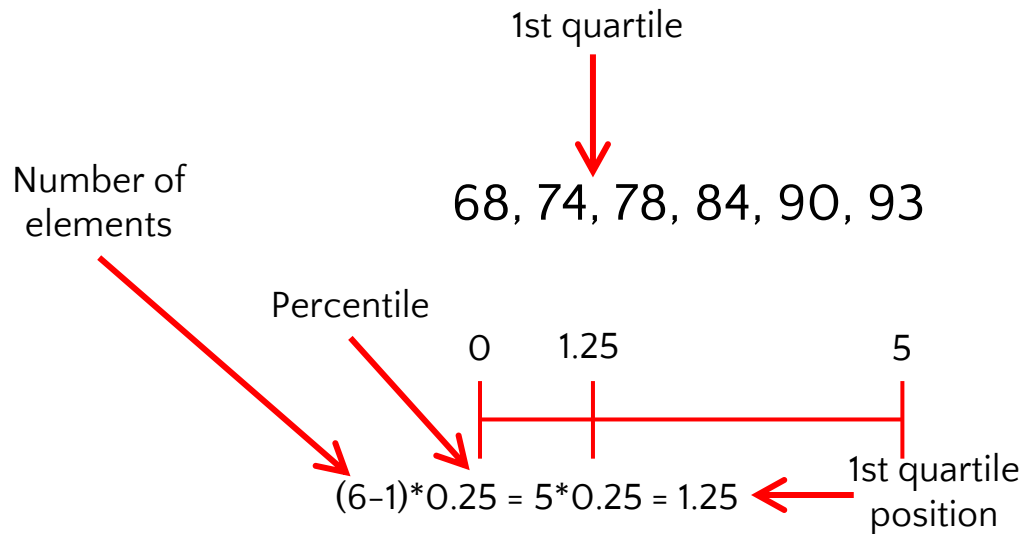 1st quartile
Number of
elements
68, 74, 78, 84, 90, 93
Percentile
0
1.25
5
(6-1)*0.25 = 5*0.25 = 1.25
1st quartile
position